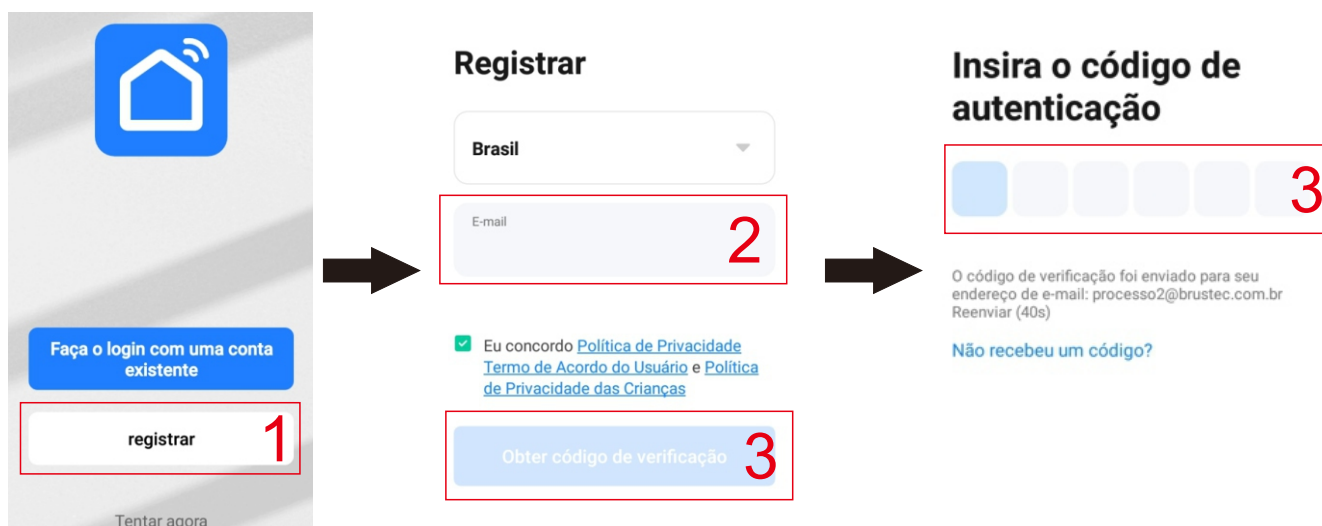 Faça o login com uma conta
existente
registrar
1
Tentar agora
Registrar
Brasil
E-mail
2
Eu concordo Política de Privacidade
Termo de Acordo do Usuário e Política
de Privacidade das Crianças
Obter código de verificação
3
Insira o código de
autenticação
3
O código de verificação foi enviado para seu
endereço de e-mail: processo2@brustec.com.br
Reenviar (40s)
Não recebeu um código?